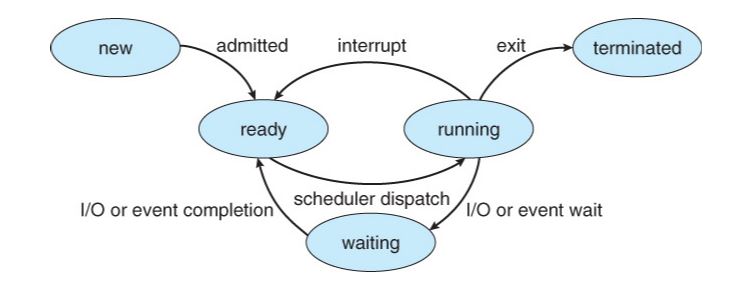 new
admitted
interrupt
exit
terminated
ready
running
scheduler dispatch
I/O or event completion
I/O or event wait
waiting